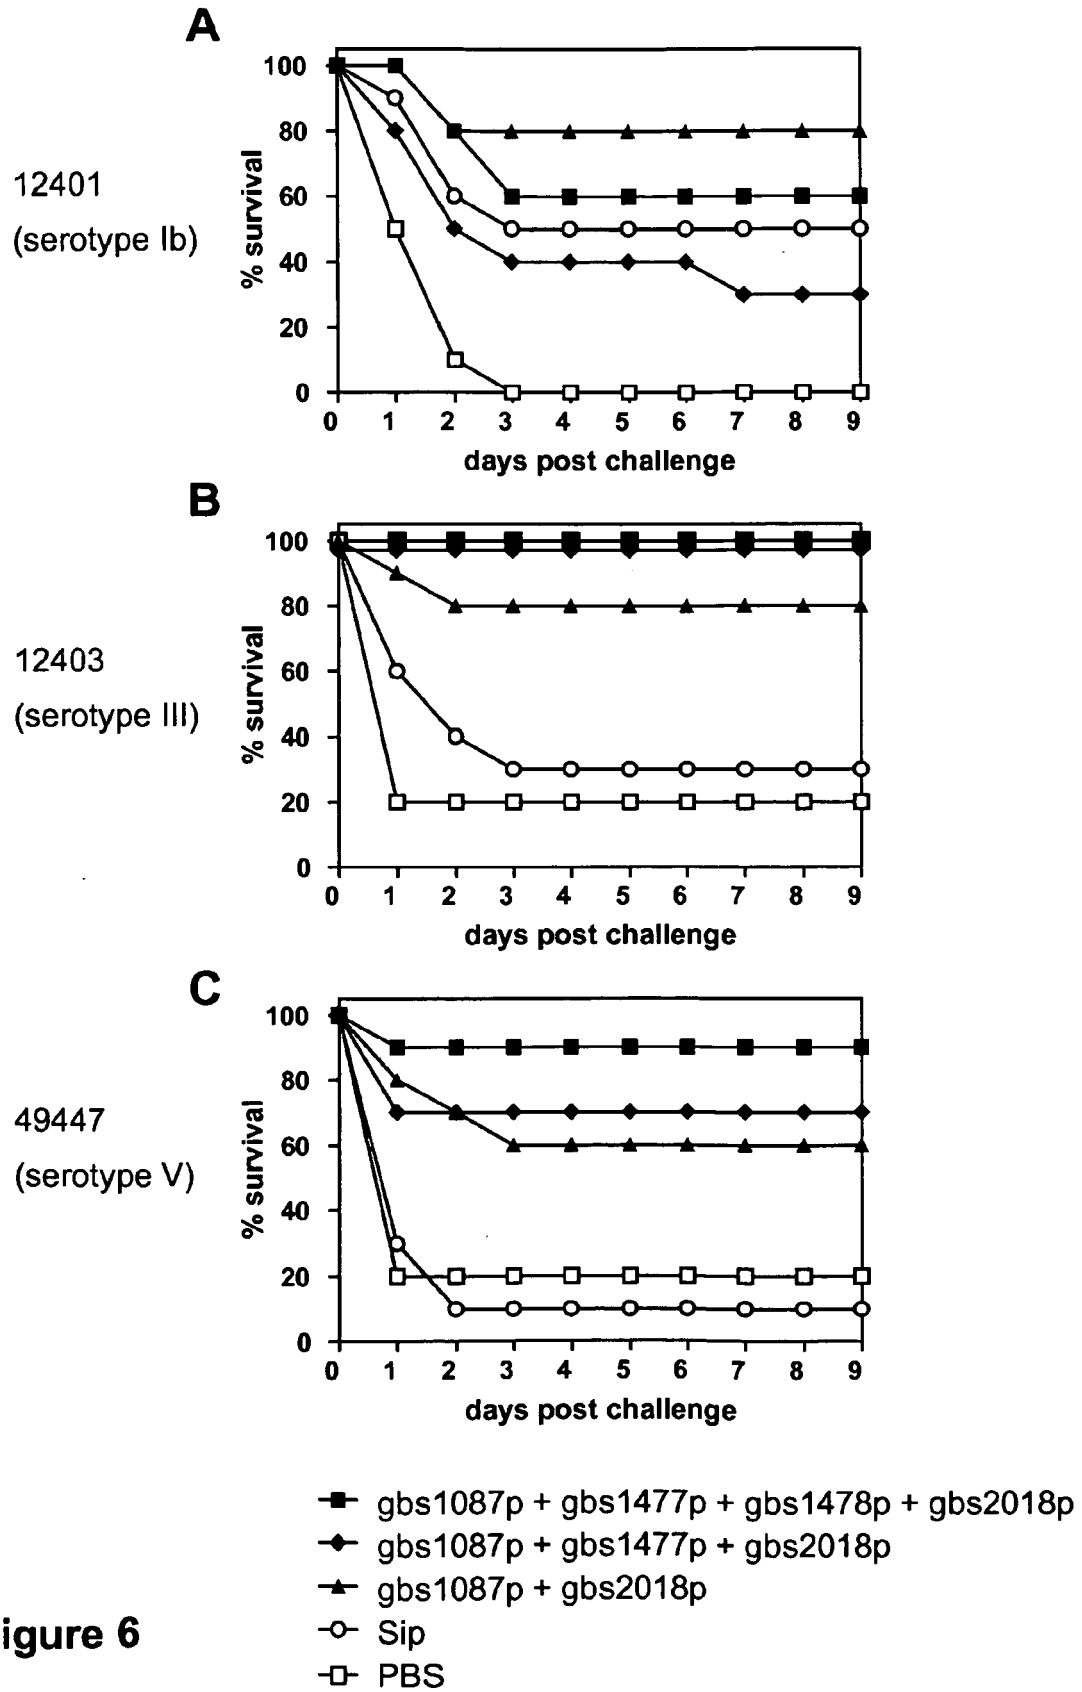 A
12401
(serotype Ib)
% survival
100
80
60
40
20
0
0 1 2 3 4 5 6 7 8 9
days post challenge
B
12403
(serotype III)
% survival
100
80
60
40
20
0
0 1 2 3 4 5 6 7 8 9
days post challenge
C
49447
(serotype V)
% survival
100
80
60
40
20
0
0 1 2 3 4 5 6 7 8 9
days post challenge
gbs1087p + gbs1477p + gbs1478p + gbs2018p
gbs1087p + gbs1477p + gbs2018p
gbs1087p + gbs2018p
Sip
PBS
igure 6